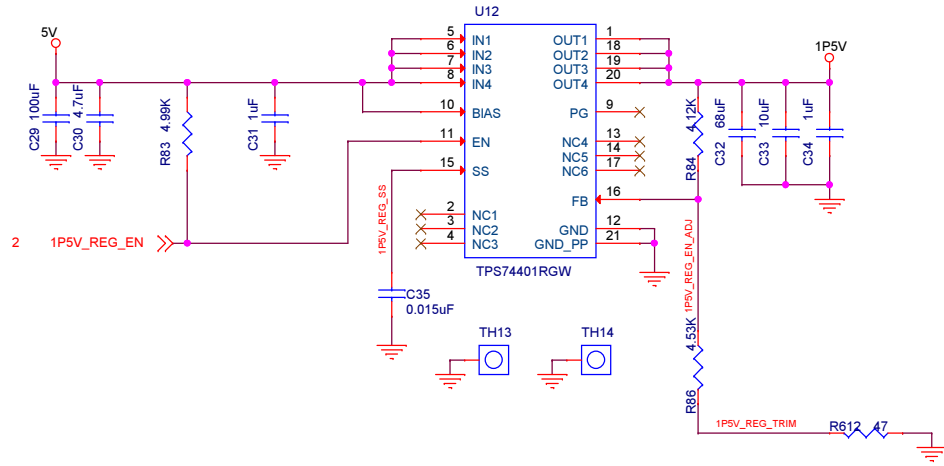 U12
5V
1P5V
C29 100uF
C30 4.7uF
R83 4.99K
C31 1uF
5 IN1
6 IN2
7 IN3
8 IN4
10 BIAS
11 EN
15 SS
2 NC1
3 NC2
4 NC3
OUT1 1
OUT2 18
OUT3 19
OUT4 20
PG 9
NC4 13
NC5 14
NC6 17
FB 16
GND 12
GND_PP 21
TPS74401RGW
R84 4.12K
C32 68uF
C33 10uF
C34 1uF
2 1P5V_REG_EN
1P5V_REG_SS
C35
0.015uF
1P5V_REG_EN_ADJ
TH13
TH14
R86 4.53K
1P5V_REG_TRIM
R612 47